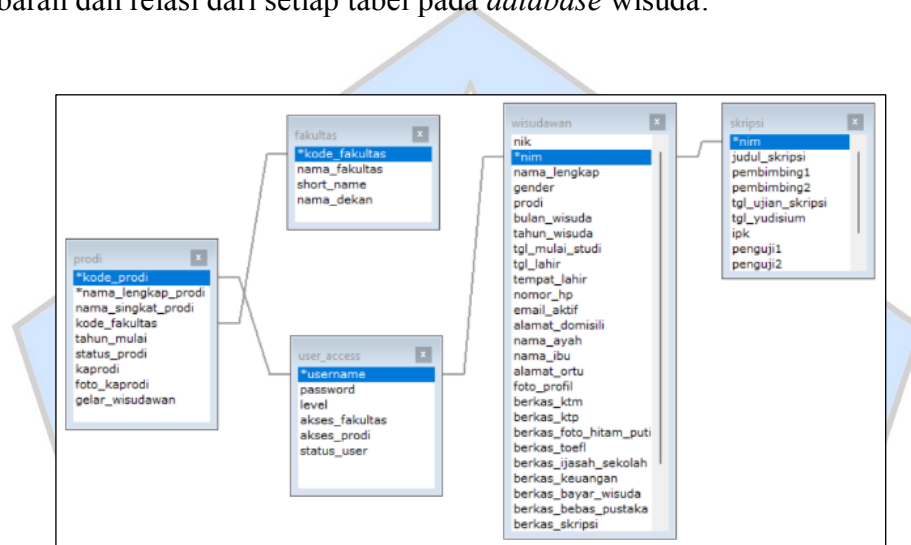 dan relasi dari setiap tabel pada database wisuda:
fakultas
*kode_fakultas
nama_fakultas
short_name
nama_dekan
prodi
*kode_prodi
*nama_lengkap_prodi
nama_singkat_prodi
kode_fakultas
tahun_mulai
status_prodi
kaprodi
foto_kaprodi
gelar_wisudawan
user_access
*username
password
level
akses_fakultas
akses_prodi
status_user
wisudawan
nik
*nim
nama_lengkap
gender
prodi
bulan_wisuda
tahun_wisuda
tgl_mulai_studi
tgl_lahir
tempat_lahir
nomor_hp
email_aktif
alamat_domisili
nama_ayah
nama_ibu
alamat_ortu
foto_profil
berkas_ktm
berkas_ktp
berkas_foto_hitam_puti
berkas_toefl
berkas_ijasah_sekolah
berkas_keuangan
berkas_bayar_wisuda
berkas_bebas_pustaka
berkas_skripsi
skripsi
*nim
judul_skripsi
pembimbing1
pembimbing2
tgl_ujian_skripsi
tgl_yudisium
ipk
penguji1
penguji2